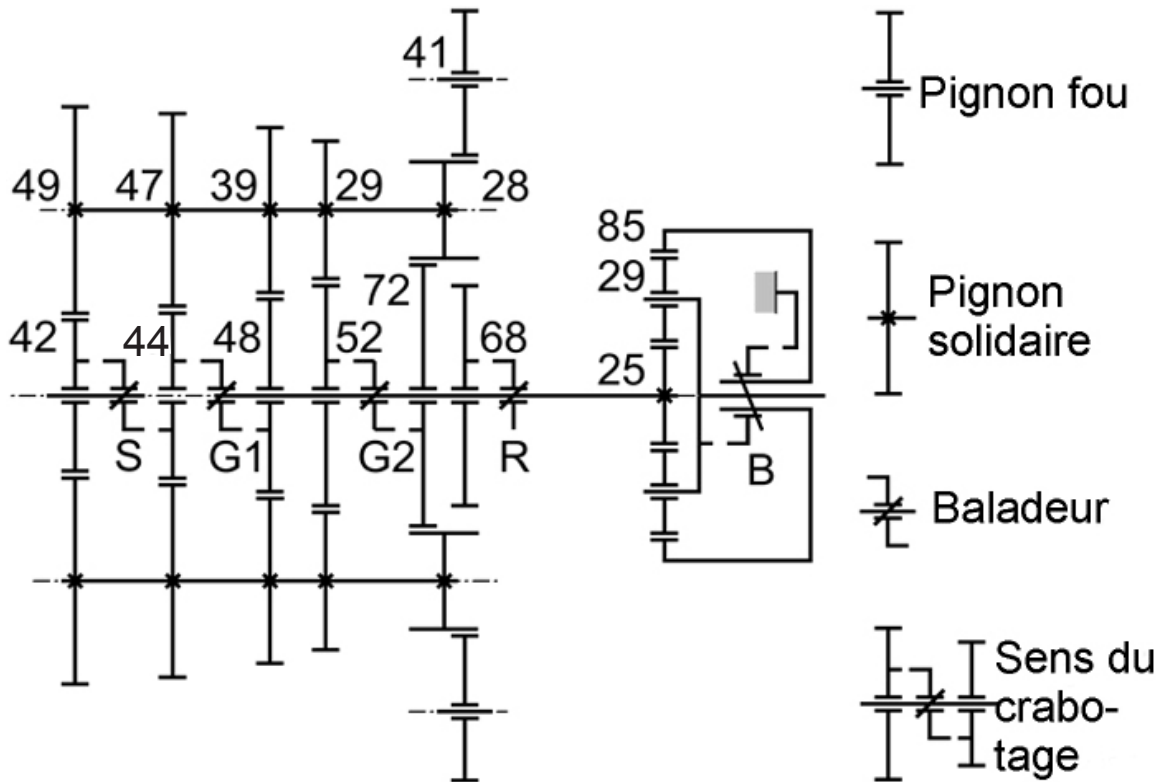 41
Pignon fou
49 47 39 29 28
85
29
72
42 44 48 52 68
25
S G1 G2 R
B
Pignon
solidaire
Baladeur
Sens du
crabo-
tage